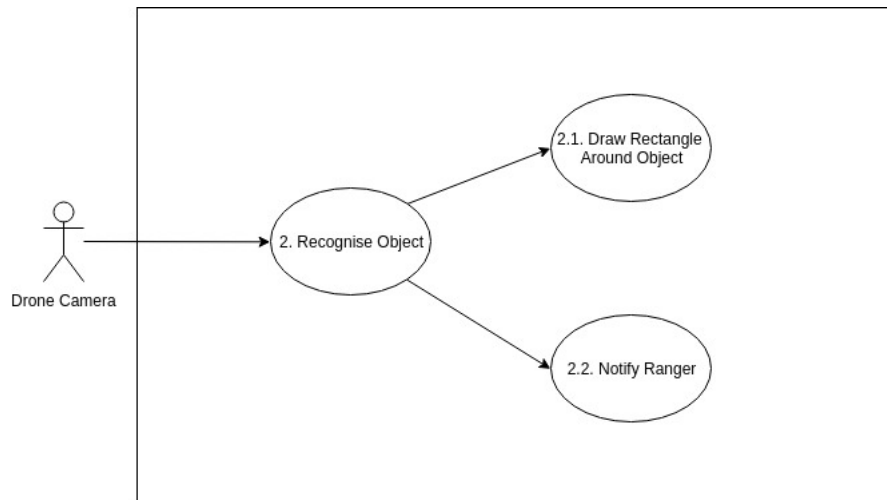 2.1. Draw Rectangle
Around Object
2. Recognise Object
Drone Camera
2.2. Notify Ranger